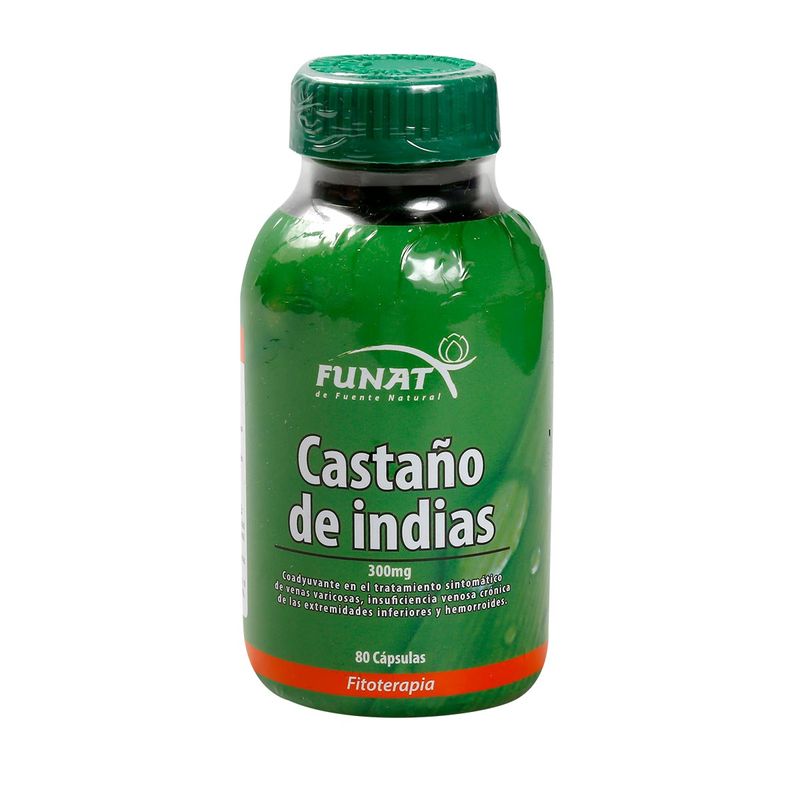 FUNAT
de Fuente Natural
Castaño
de indias
300mg
Coadyuvante en el tratamiento sintomático
de venas varicosas, insuficiencia venosa crónica
de las extremidades inferiores y hemorroides.
80 Cápsulas
Fitoterapia